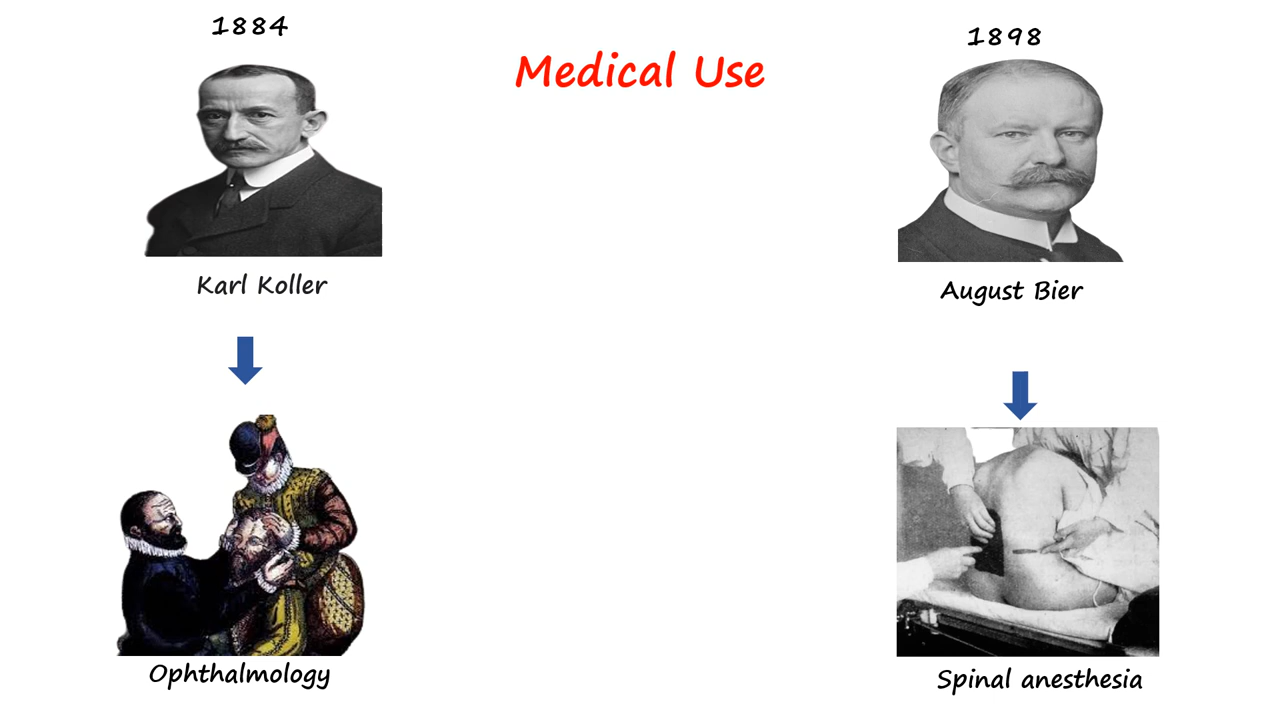 Medical Use
1884
Karl Koller
Ophthalmology
1898
August Bier
Spinal anesthesia